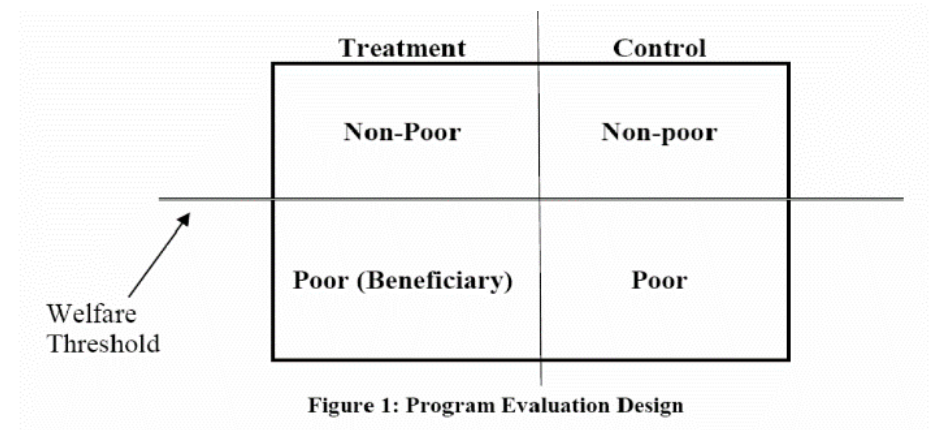 Treatment Control
Non-Poor Non-poor
Poor (Beneficiary) Poor
Welfare
Threshold
Figure 1: Program Evaluation Design